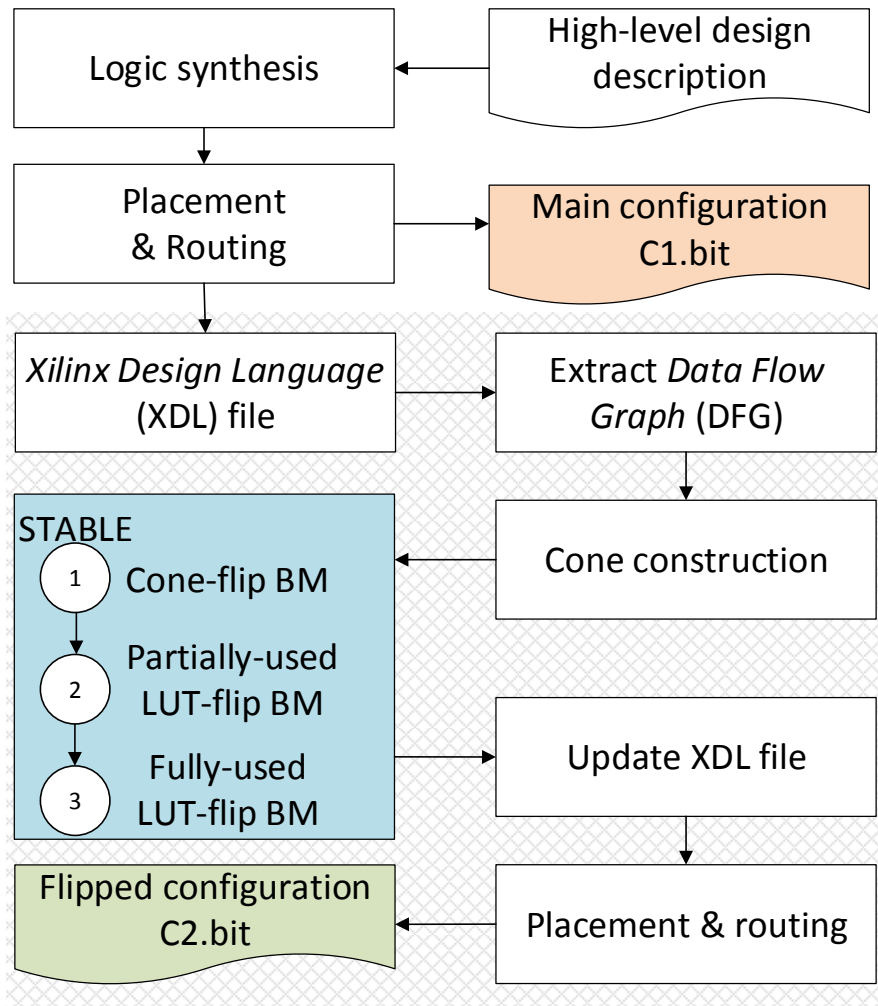 High-level design
description
Logic synthesis
Placement
& Routing
Main configuration
C1.bit
Xilinx Design Language
(XDL) file
Extract Data Flow
Graph (DFG)
Cone construction
STABLE
1 Cone-flip BM
Partially-used
2 LUT-flip BM
Fully-used
3 LUT-flip BM
Update XDL file
Placement & routing
Flipped configuration
C2.bit